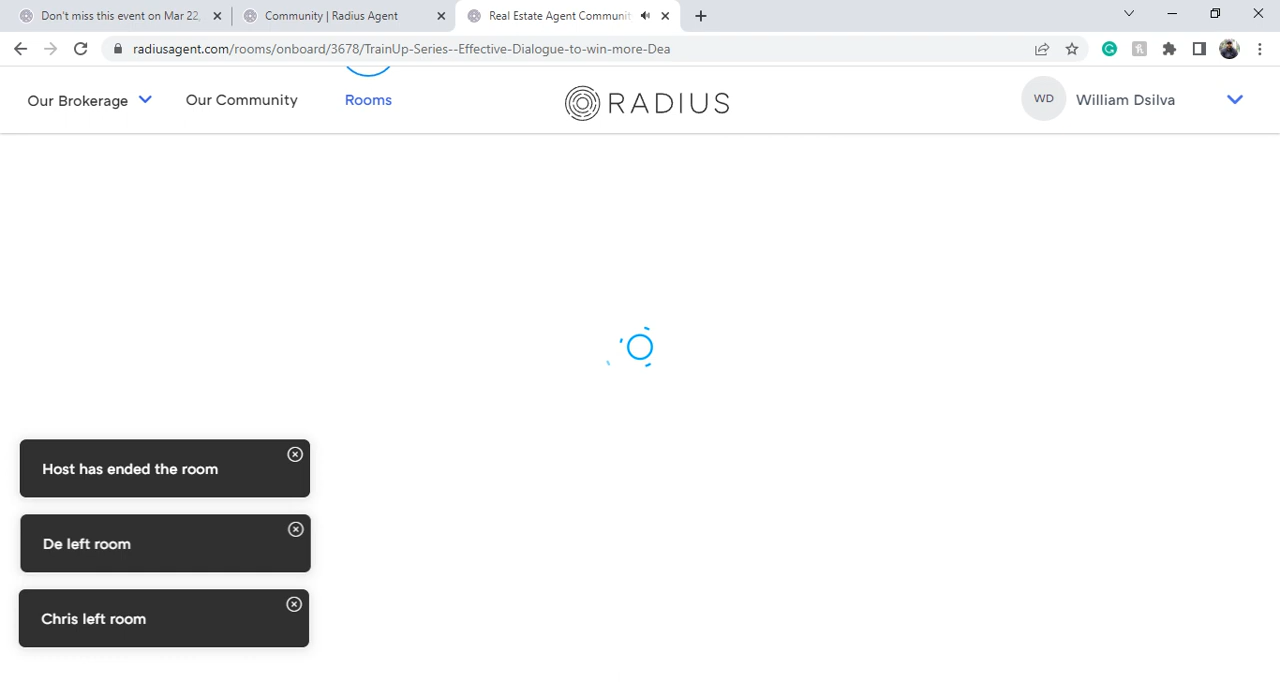 Don't miss this event on Mar 22,
Community | Radius Agent
Real Estate Agent Communit
radiusagent.com/rooms/onboard/3678/TrainUp-Series--Effective-Dialogue-to-win-more-Dea
Our Brokerage
Our Community
Rooms
RADIUS
WD
William Dsilva
Host has ended the room
De left room
Chris left room